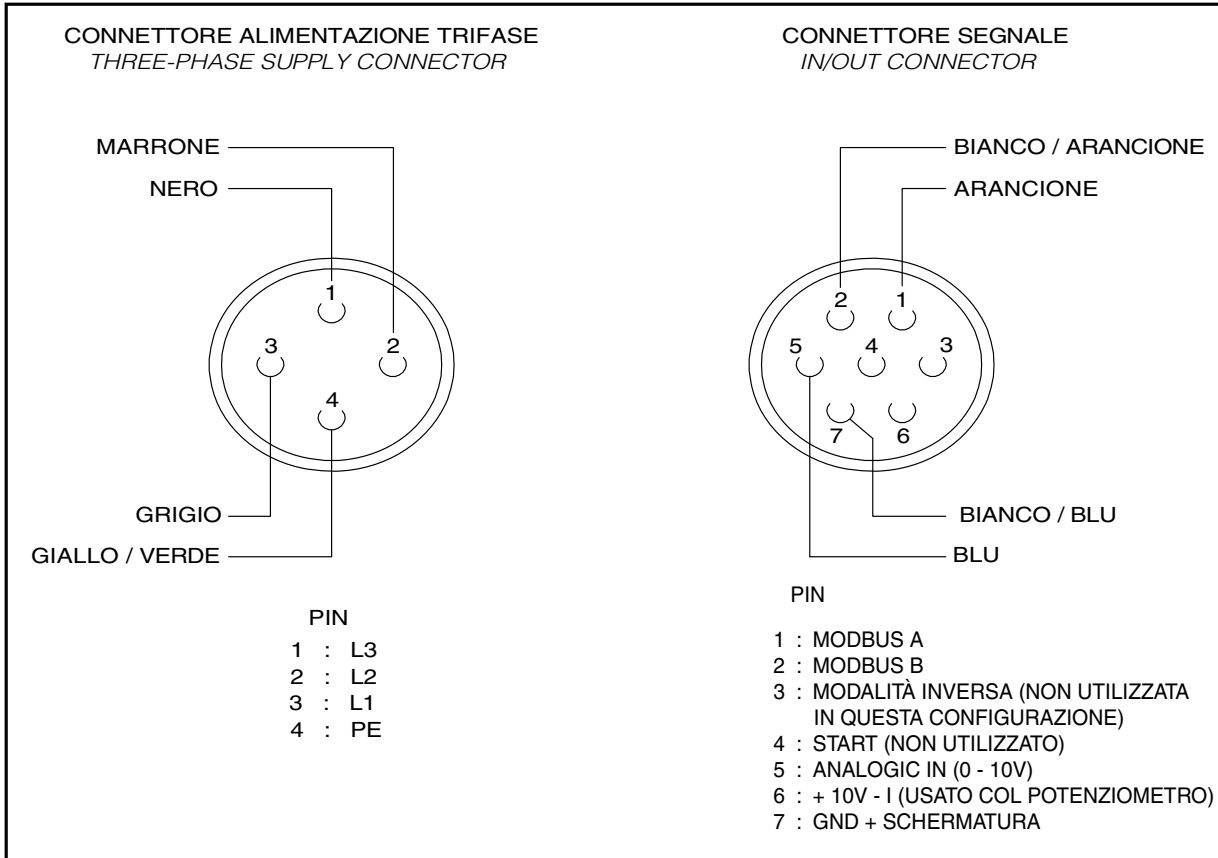 CONNETTORE ALIMENTAZIONE TRIFASE
THREE-PHASE SUPPLY CONNECTOR
MARRONE
NERO
1
3
2
4
GRIGIO
GIALLO / VERDE
PIN
1 : L3
2 : L2
3 : L1
4 : PE
CONNETTORE SEGNALE
IN/OUT CONNECTOR
BIANCO / ARANCIONE
ARANCIONE
2
1
5
4
3
7
6
BIANCO / BLU
BLU
PIN
1 : MODBUS A
2 : MODBUS B
3 : MODALITÀ INVERSA (NON UTILIZZATA
IN QUESTA CONFIGURAZIONE)
4 : START (NON UTILIZZATO)
5 : ANALOGIC IN (0 - 10V)
6 : + 10V - I (USATO COL POTENZIOMETRO)
7 : GND + SCHERMATURA